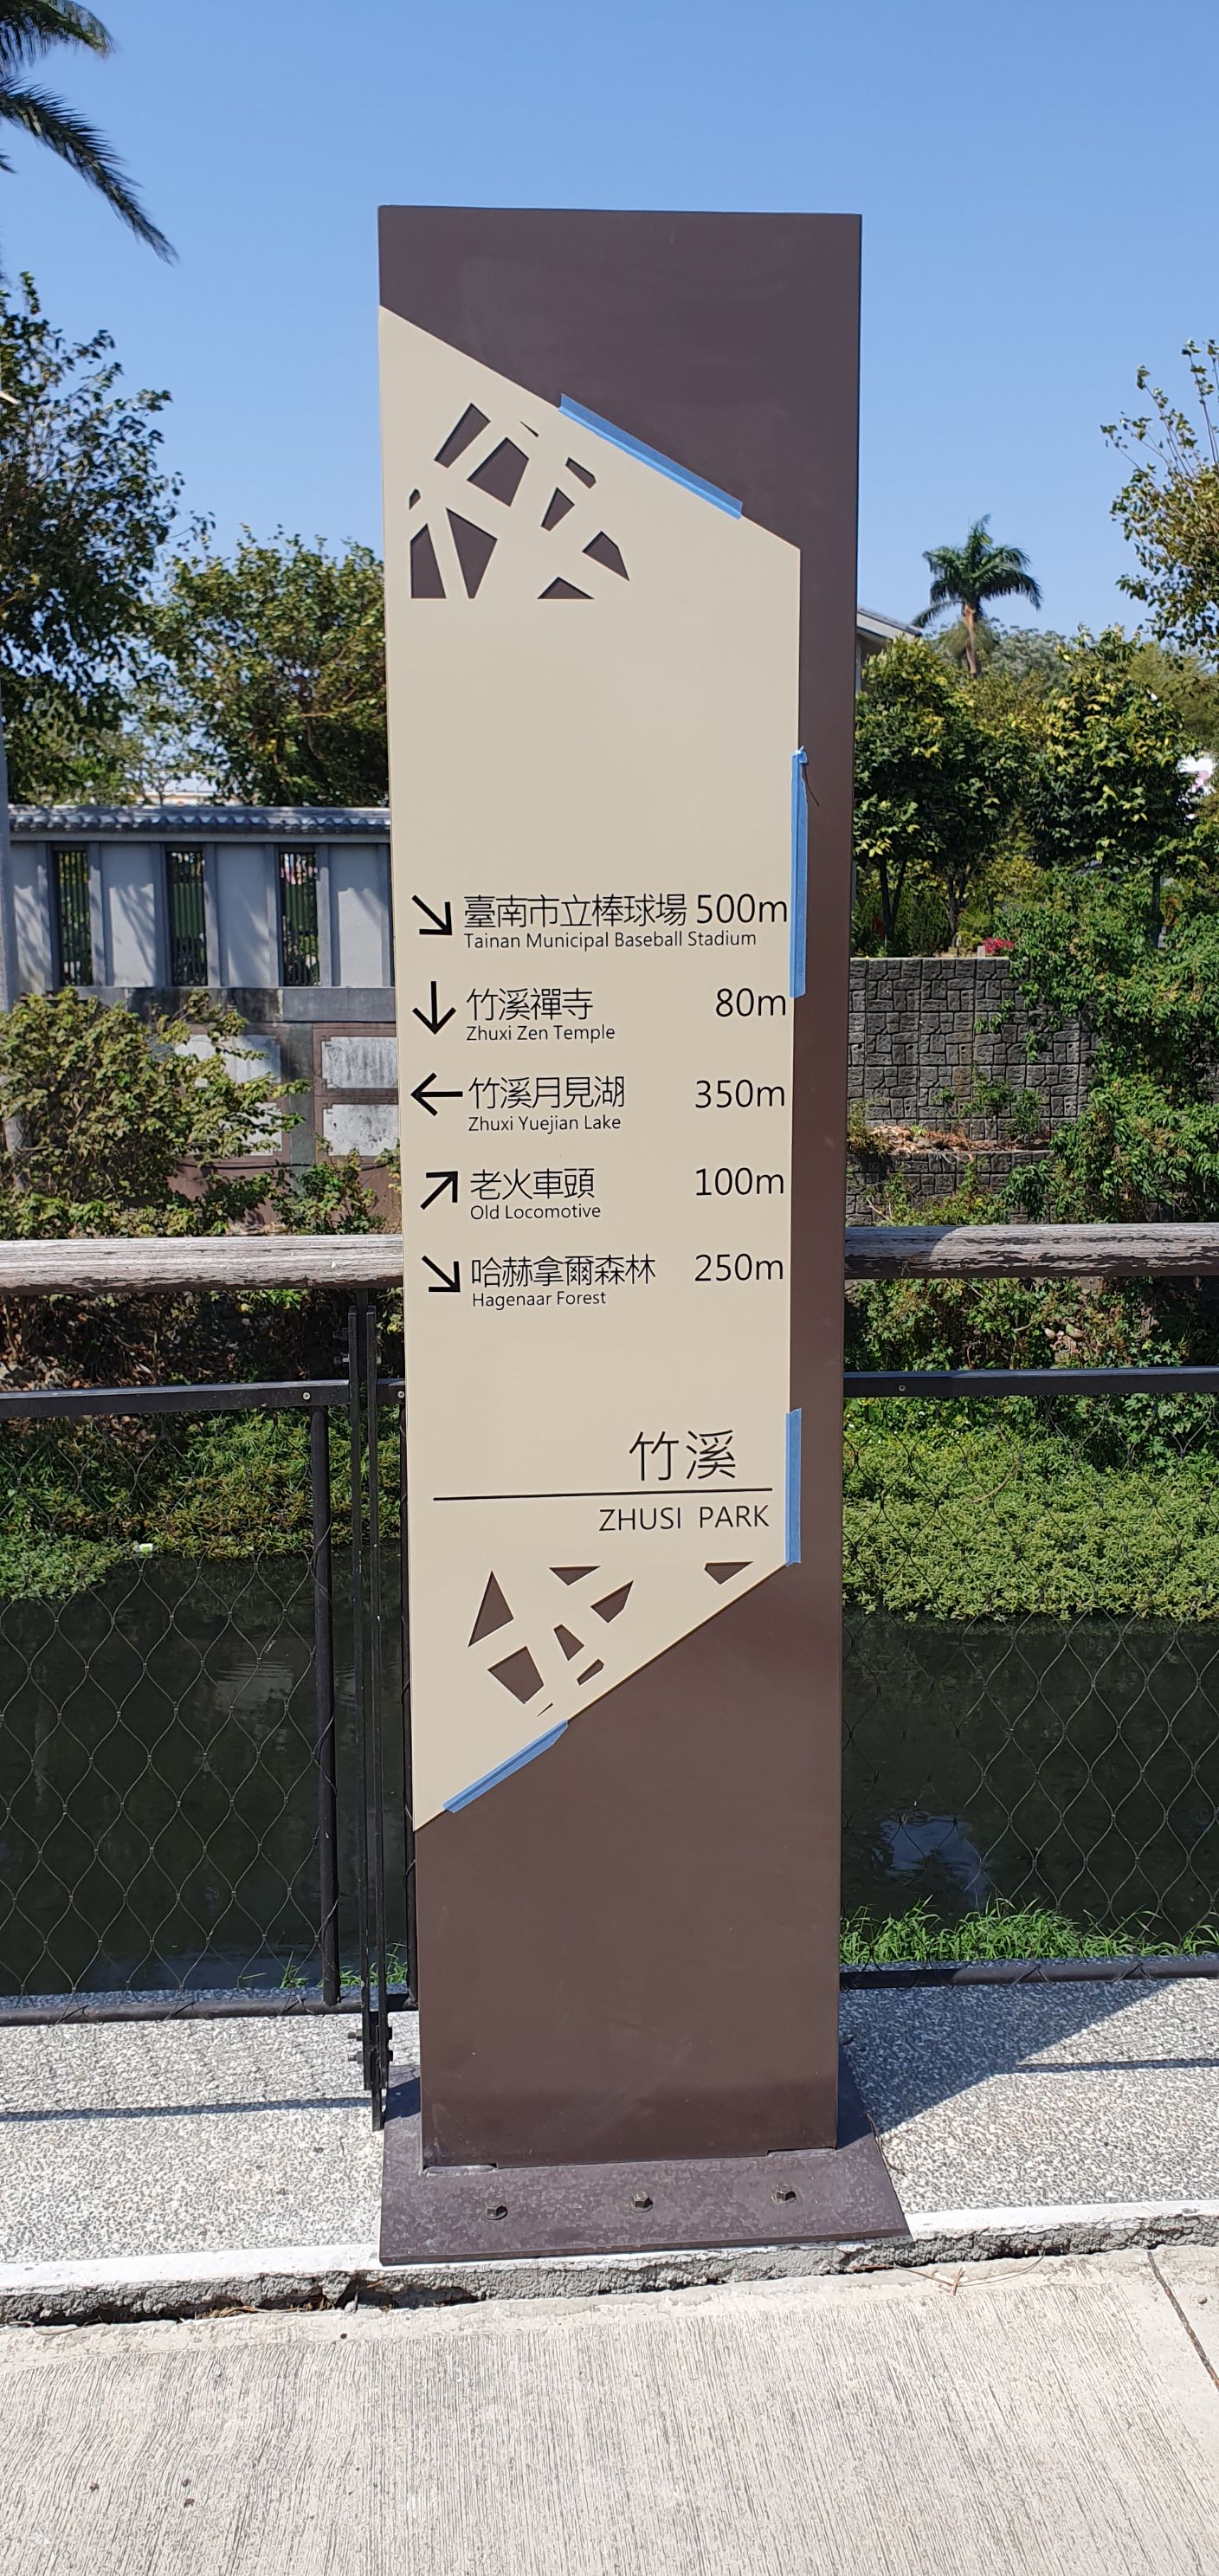 臺南市立棒球場 500m
Tainan Municipal Baseball Stadium
竹溪禪寺 80m
Zhuxi Zen Temple
竹溪月見湖 350m
Zhuxi Yuejian Lake
老火車頭 100m
Old Locomotive
哈赫拿爾森林 250m
Hagenaar Forest
竹溪
ZHUSI PARK